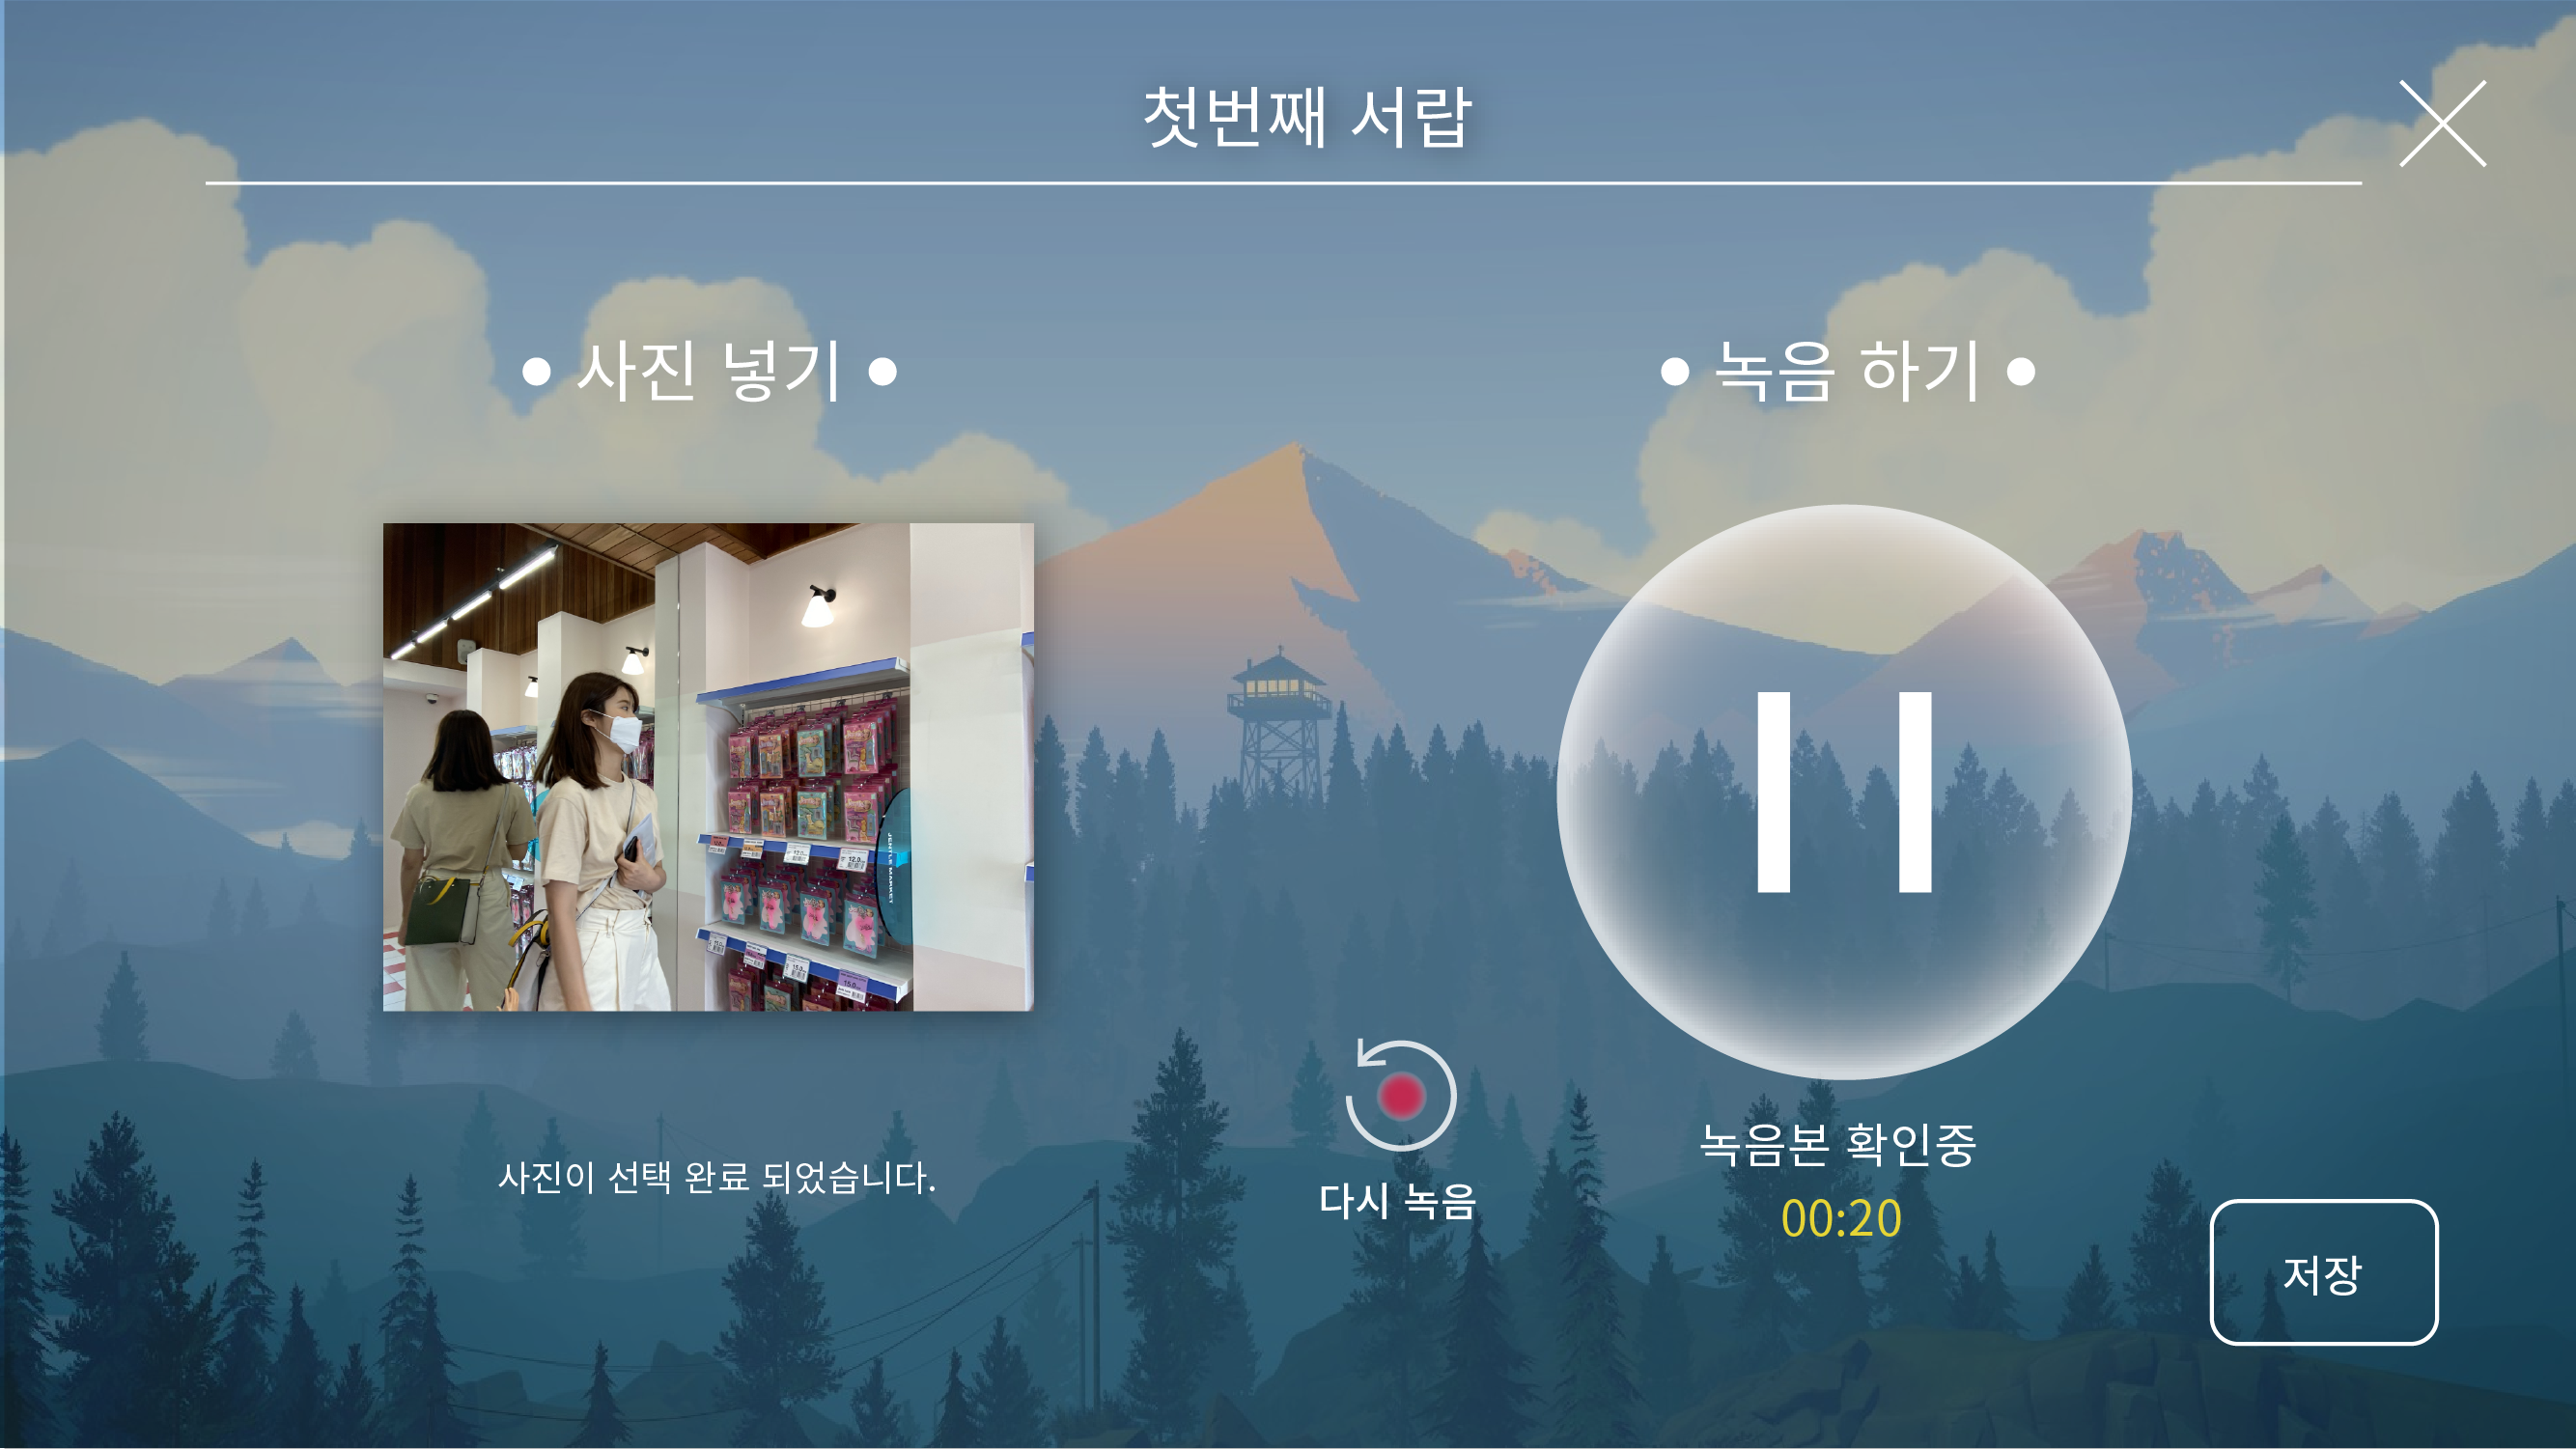 첫번째 서랍
• 사진 넣기 •
• 녹음 하기 •
JENTLE MARKET
사진이 선택 완료 되었습니다.
다시 녹음
녹음본 확인중
00:20
저장